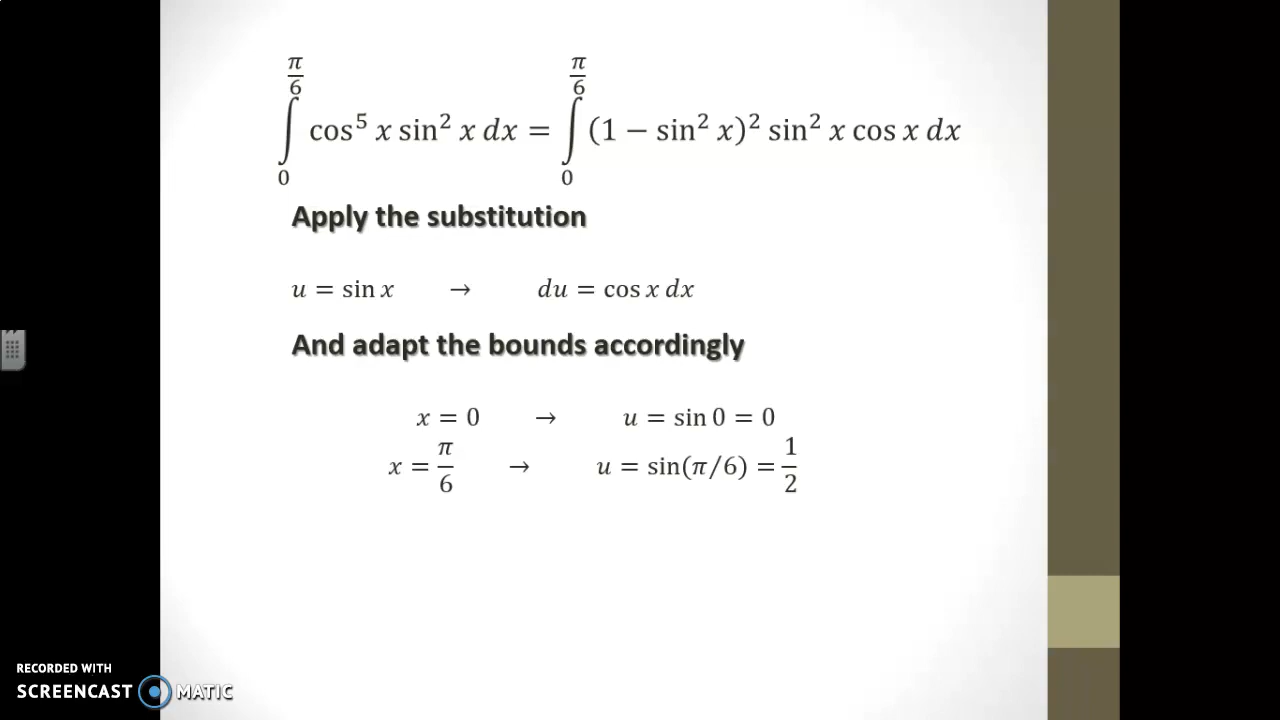 ∫₀^(π/6) cos⁵ x sin² x dx = ∫₀^(π/6) (1 − sin² x)² sin² x cos x dx
Apply the substitution
u = sin x → du = cos x dx
And adapt the bounds accordingly
x = 0 → u = sin 0 = 0
x = π/6 → u = sin(π/6) = 1/2
RECORDED WITH
SCREENCAST MATIC